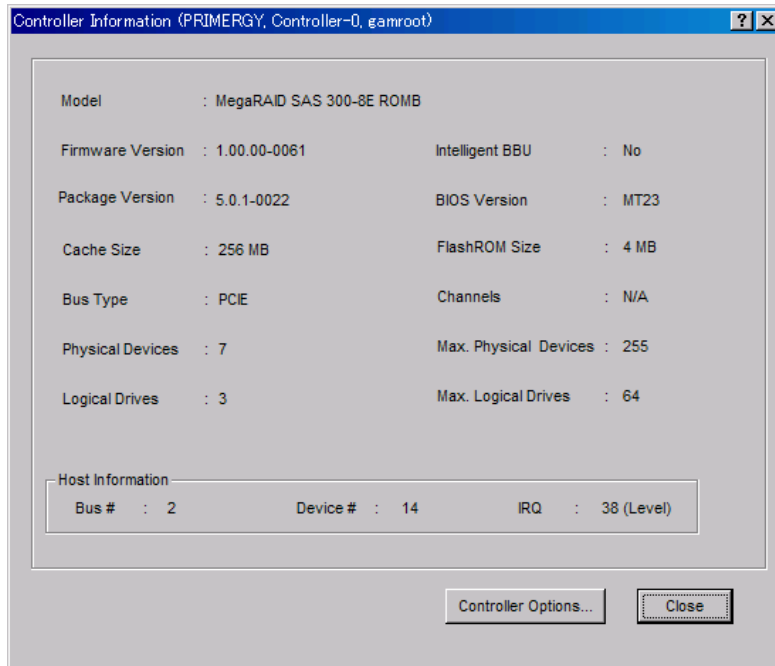 Controller Information (PRIMERGY, Controller-0, gamroot)
Model : MegaRAID SAS 300-8E ROMB
Firmware Version : 1.00.00-0061 Intelligent BBU : No
Package Version : 5.0.1-0022 BIOS Version : MT23
Cache Size : 256 MB FlashROM Size : 4 MB
Bus Type : PCIE Channels : N/A
Physical Devices : 7 Max. Physical Devices : 255
Logical Drives : 3 Max. Logical Drives : 64
Host Information
Bus # : 2 Device # : 14 IRQ : 38 (Level)
Controller Options... Close